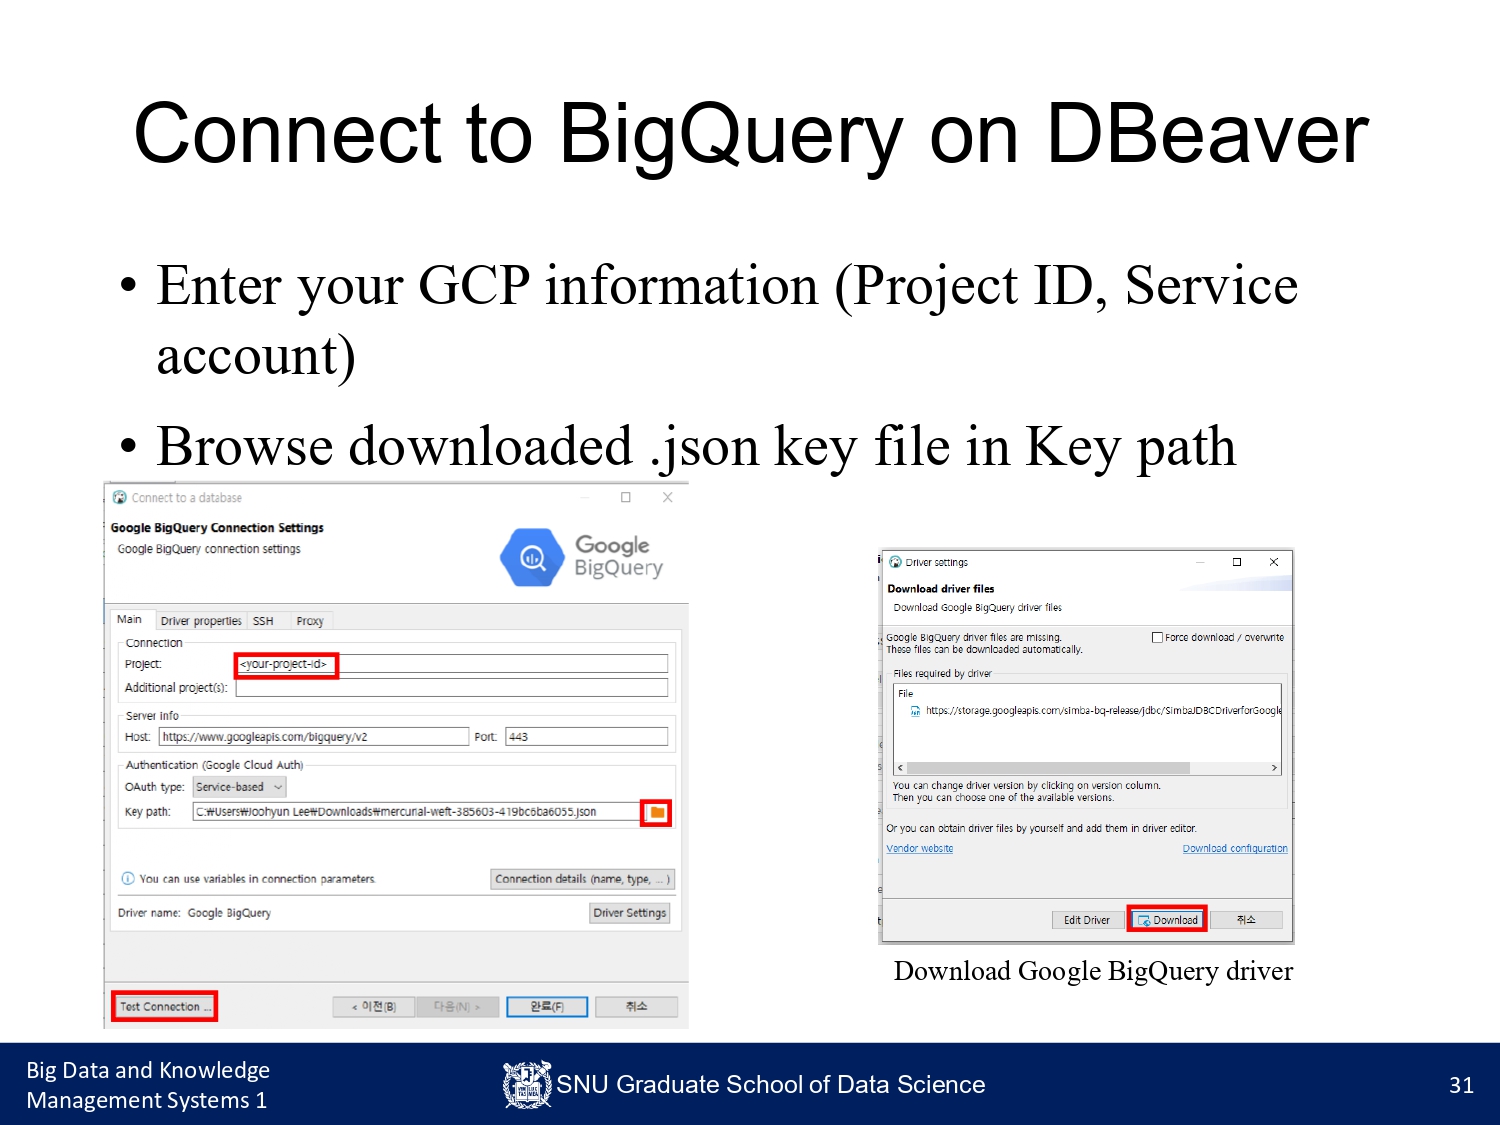 Connect to BigQuery on DBeaver
• Enter your GCP information (Project ID, Service
account)
• Browse downloaded .json key file in Key path
Connect to a database
Google BigQuery Connection Settings
Google BigQuery connection settings
Google
BigQuery
Main Driver properties SSH Proxy
Connection
Project: <your-project-id>
Additional project(s):
Server info
Host: https://www.googleapis.com/bigquery/v2 Port: 443
Authentication (Google Cloud Auth)
OAuth type: Service-based
Key path: C:₩Users₩Joohyun Lee₩Downloads₩mercurial-weft-385603-419bc6ba6055.json
You can use variables in connection parameters.
Connection details (name, type, ... )
Driver name: Google BigQuery
Driver Settings
Test Connection ...
< 이전(B) 다음(N) > 완료(F) 취소
Driver settings
Download driver files
Download Google BigQuery driver files
Google BigQuery driver files are missing.
These files can be downloaded automatically.
Force download / overwrite
Files required by driver
File
https://storage.googleapis.com/simba-bq-release/jdbc/SimbaJDBCDriverforGoogle
You can change driver version by clicking on version column.
Then you can choose one of the available versions.
Or you can obtain driver files by yourself and add them in driver editor.
Vendor website Download configuration
Edit Driver Download 취소
Download Google BigQuery driver
Big Data and Knowledge
Management Systems 1
SNU Graduate School of Data Science
31